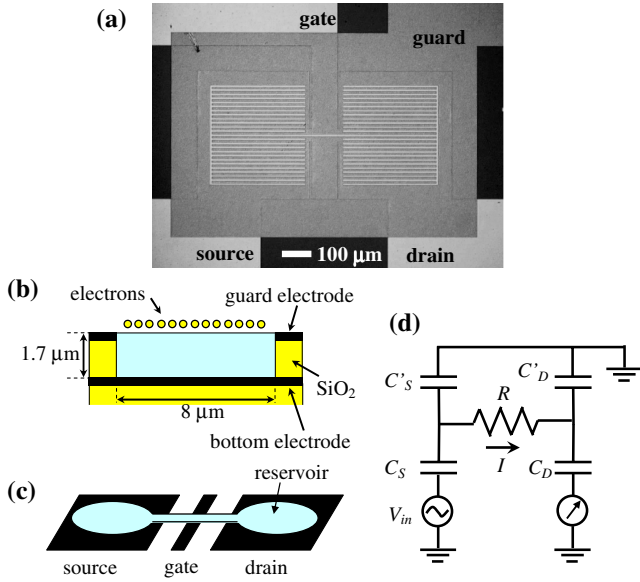 (a)
gate
guard
source
100 μm
drain
(b)
electrons
guard electrode
1.7 μm
8 μm
SiO₂
bottom electrode
(c)
reservoir
source
gate
drain
(d)
C'S
C'D
R
I
CS
CD
Vin